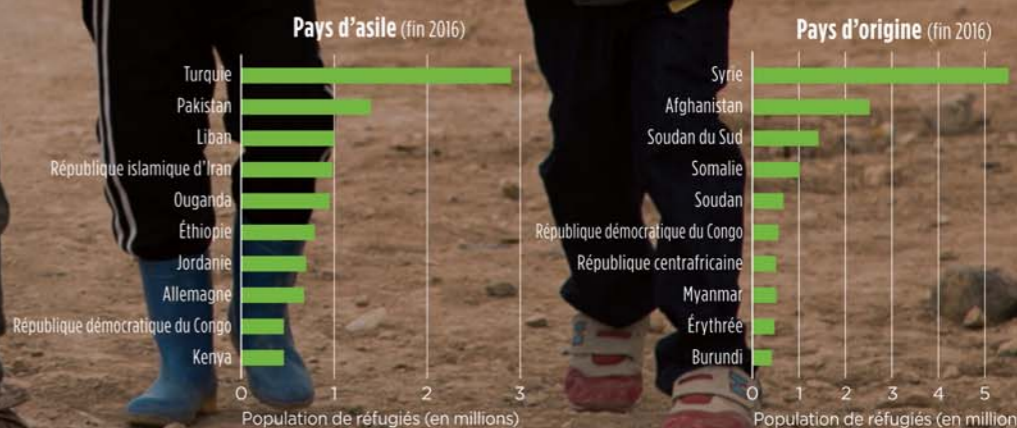 Pays d'asile (fin 2016)
Turquie
Pakistan
Liban
République islamique d'Iran
Ouganda
Éthiopie
Jordanie
Allemagne
République démocratique du Congo
Kenya
0 1 2 3
Population de réfugiés (en millions)
Pays d'origine (fin 2016)
Syrie
Afghanistan
Soudan du Sud
Somalie
Soudan
République démocratique du Congo
République centrafricaine
Myanmar
Érythrée
Burundi
0 1 2 3 4 5
Population de réfugiés (en million